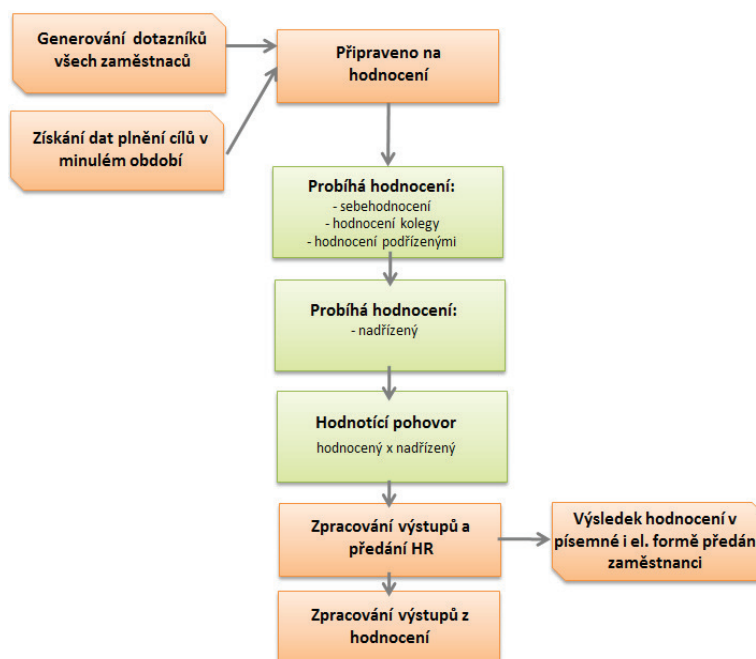 Generování dotazníků
všech zaměstnaců
Připraveno na
hodnocení
Získání dat plnění cílů v
minulém období
Probíhá hodnocení:
- sebehodnocení
- hodnocení kolegy
- hodnocení podřízenými
Probíhá hodnocení:
- nadřízený
Hodnotící pohovor
hodnocený x nadřízený
Zpracování výstupů a
předání HR
Výsledek hodnocení v
písemné i el. formě předán
zaměstnanci
Zpracování výstupů z
hodnocení